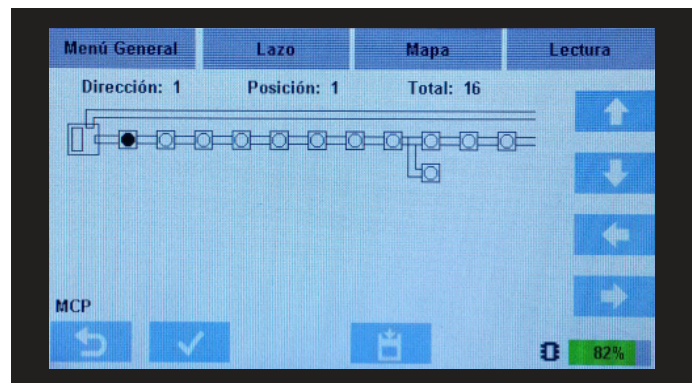 Menú General Lazo Mapa Lectura
Dirección: 1 Posición: 1 Total: 16
MCP
82%